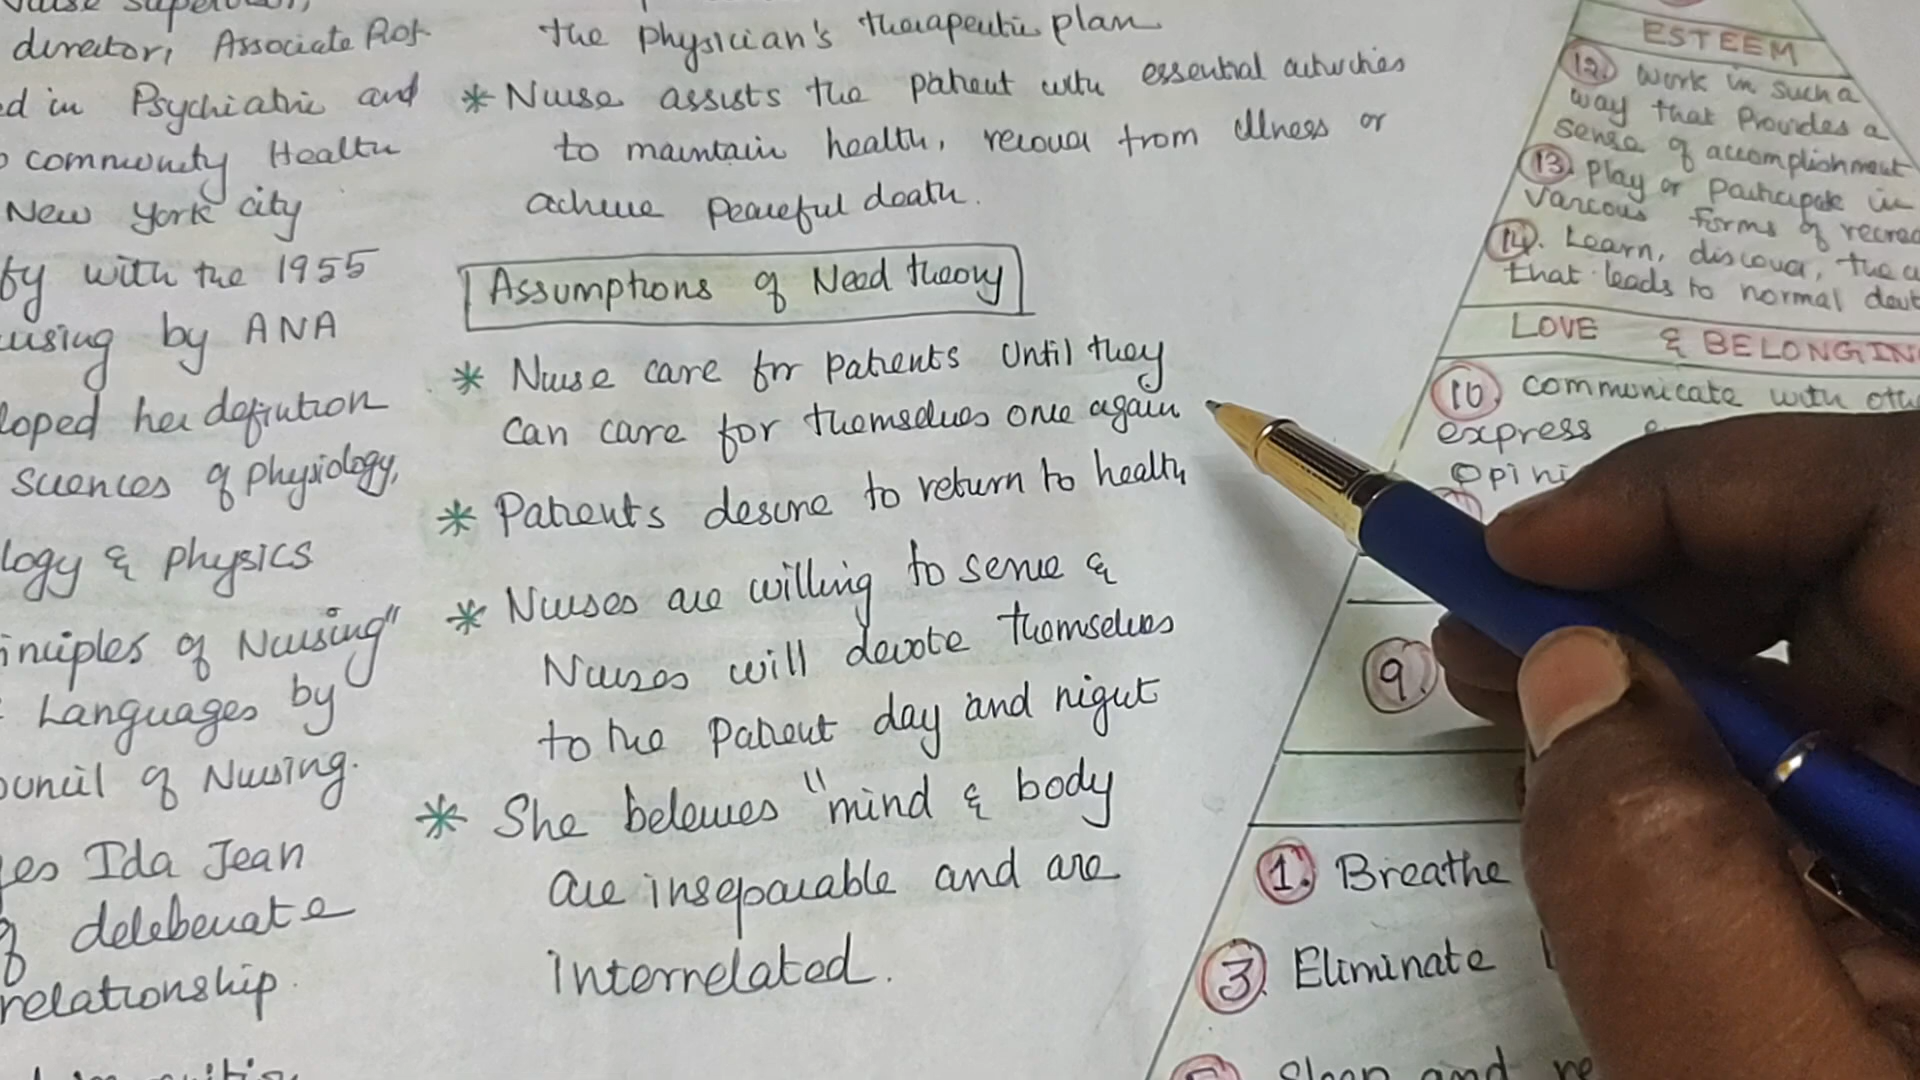 director, Associate Prof
ed in Psychiatric and
community Health
New York city
by with the 1955
using by ANA
loped her definition
sciences of physiology,
logy & physics
inciples of Nursing"
Languages by
ouncil of Nursing.
es Ida Jean
deleberate
relationship.
the physician's therapeutic plan
* Nurse assists the patient with essential activities
to maintain health, recover from illness or
achieve peaceful death.
Assumptions of Need theory
* Nurse care for patients until they
can care for themselves once again
* Patients desire to return to health
* Nurses are willing to serve &
Nurses will devote themselves
to the patient day and night
* She believes "mind & body
are inseparable and are
interrelated.
ESTEEM
12. Work in such a
way that provides a
sense of accomplishment
13. Play or participate in
various forms of recrea
14. Learn, discover, the
that leads to normal
LOVE & BELONGIN
10. communicate with
express
Opini
9.
1. Breathe
3. Eliminate
Sleep and re